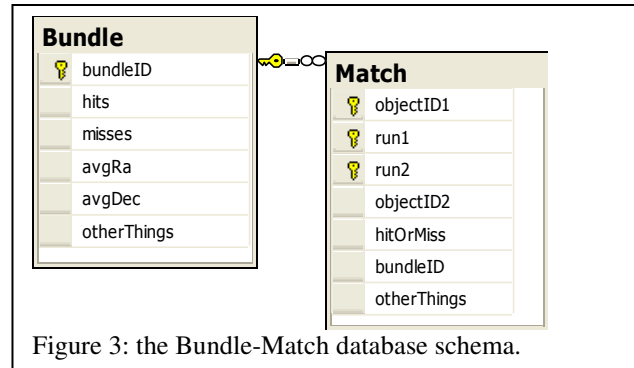 Bundle
bundleID
hits
misses
avgRa
avgDec
otherThings
Match
objectID1
run1
run2
objectID2
hitOrMiss
bundleID
otherThings
Figure 3: the Bundle-Match database schema.